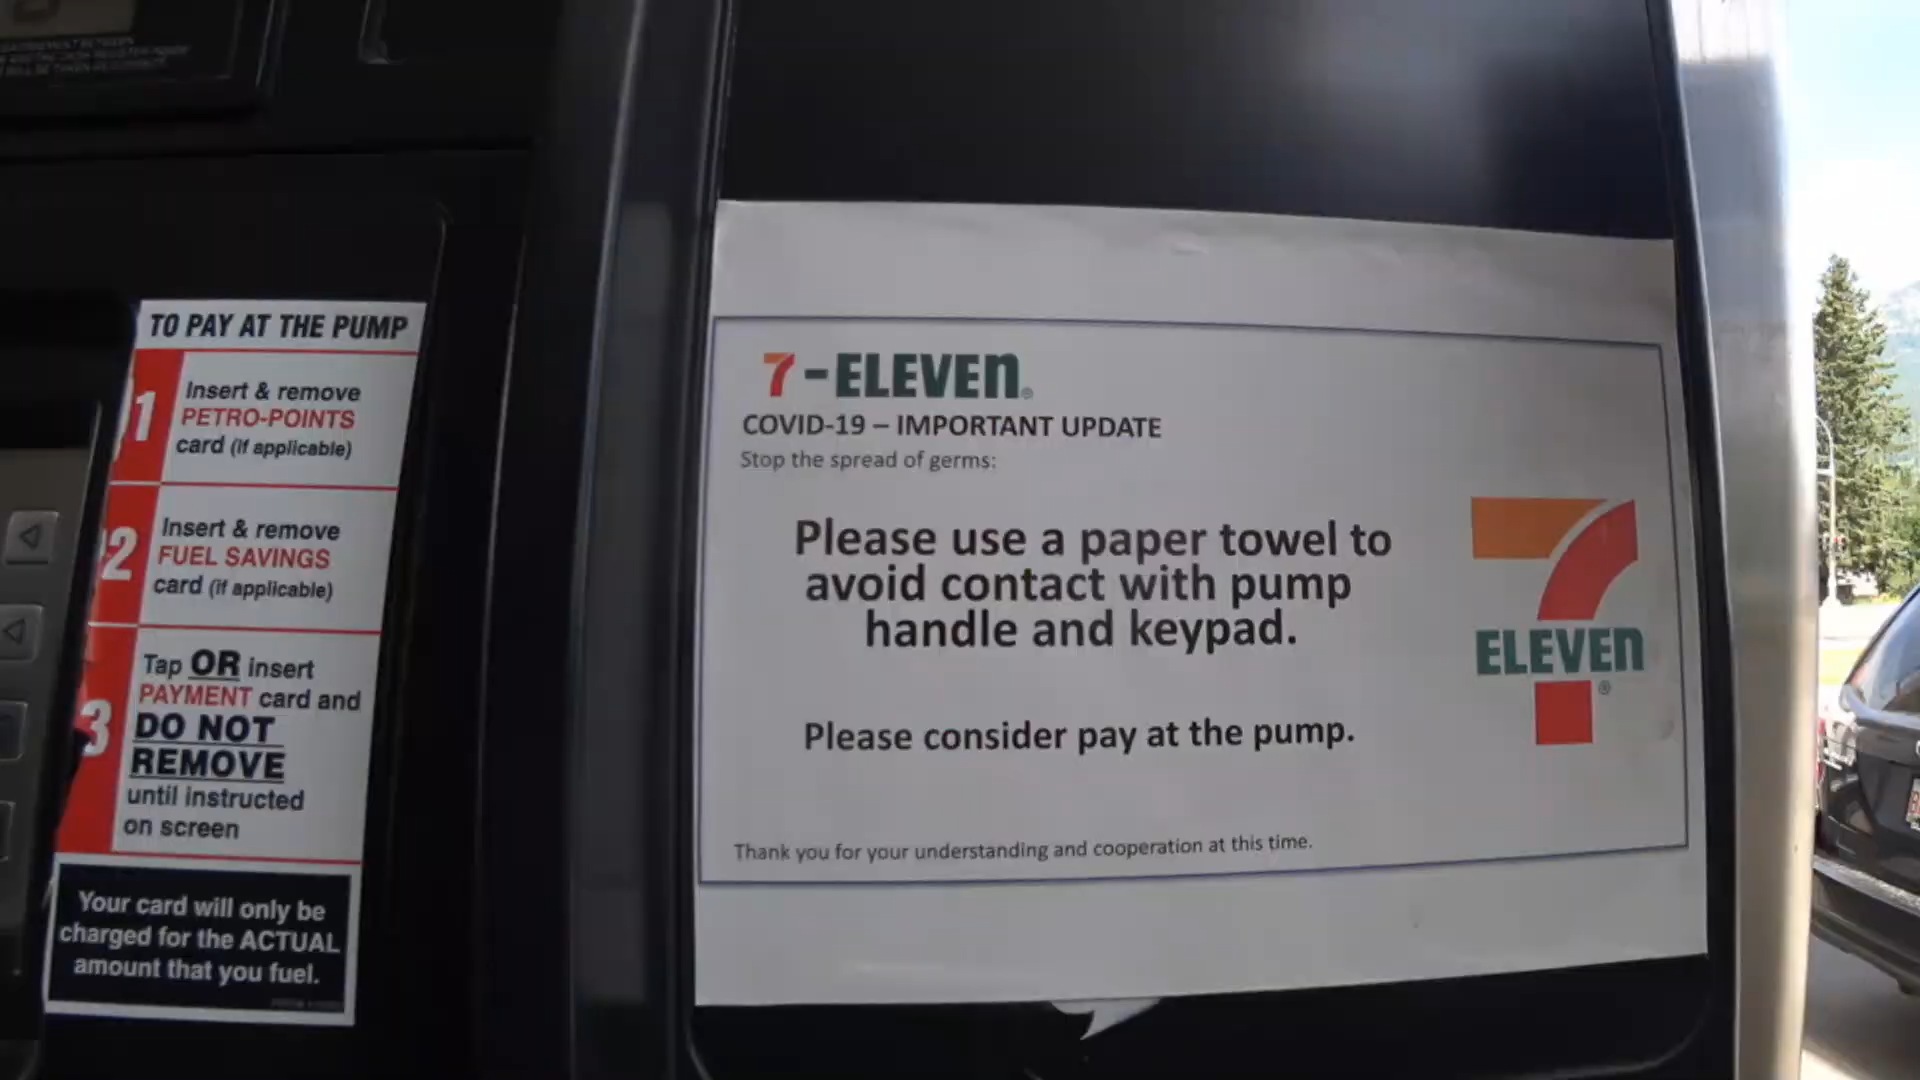 TO PAY AT THE PUMP
1
Insert & remove
PETRO-POINTS
card (if applicable)
2
Insert & remove
FUEL SAVINGS
card (if applicable)
3
Tap OR insert
PAYMENT card and
DO NOT
REMOVE
until instructed
on screen
Your card will only be
charged for the ACTUAL
amount that you fuel.
7-ELEVEn®
COVID-19 – IMPORTANT UPDATE
Stop the spread of germs:
Please use a paper towel to
avoid contact with pump
handle and keypad.
Please consider pay at the pump.
Thank you for your understanding and cooperation at this time.
7
ELEVEn
®